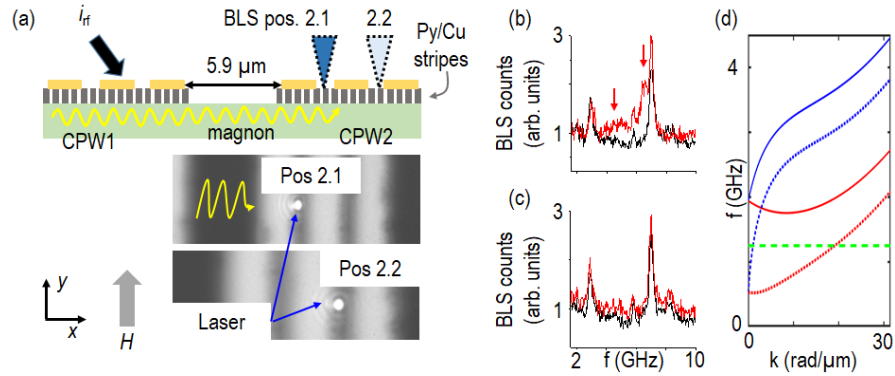 (a)
i_rf
BLS pos. 2.1
2.2
Py/Cu
stripes
5.9 µm
CPW1
magnon
CPW2
Pos 2.1
Pos 2.2
Laser
y
x
H
(b)
BLS counts
(arb. units)
3
1
(c)
BLS counts
(arb. units)
3
1
2
f (GHz)
10
(d)
4
f (GHz)
0
0
k (rad/µm)
30